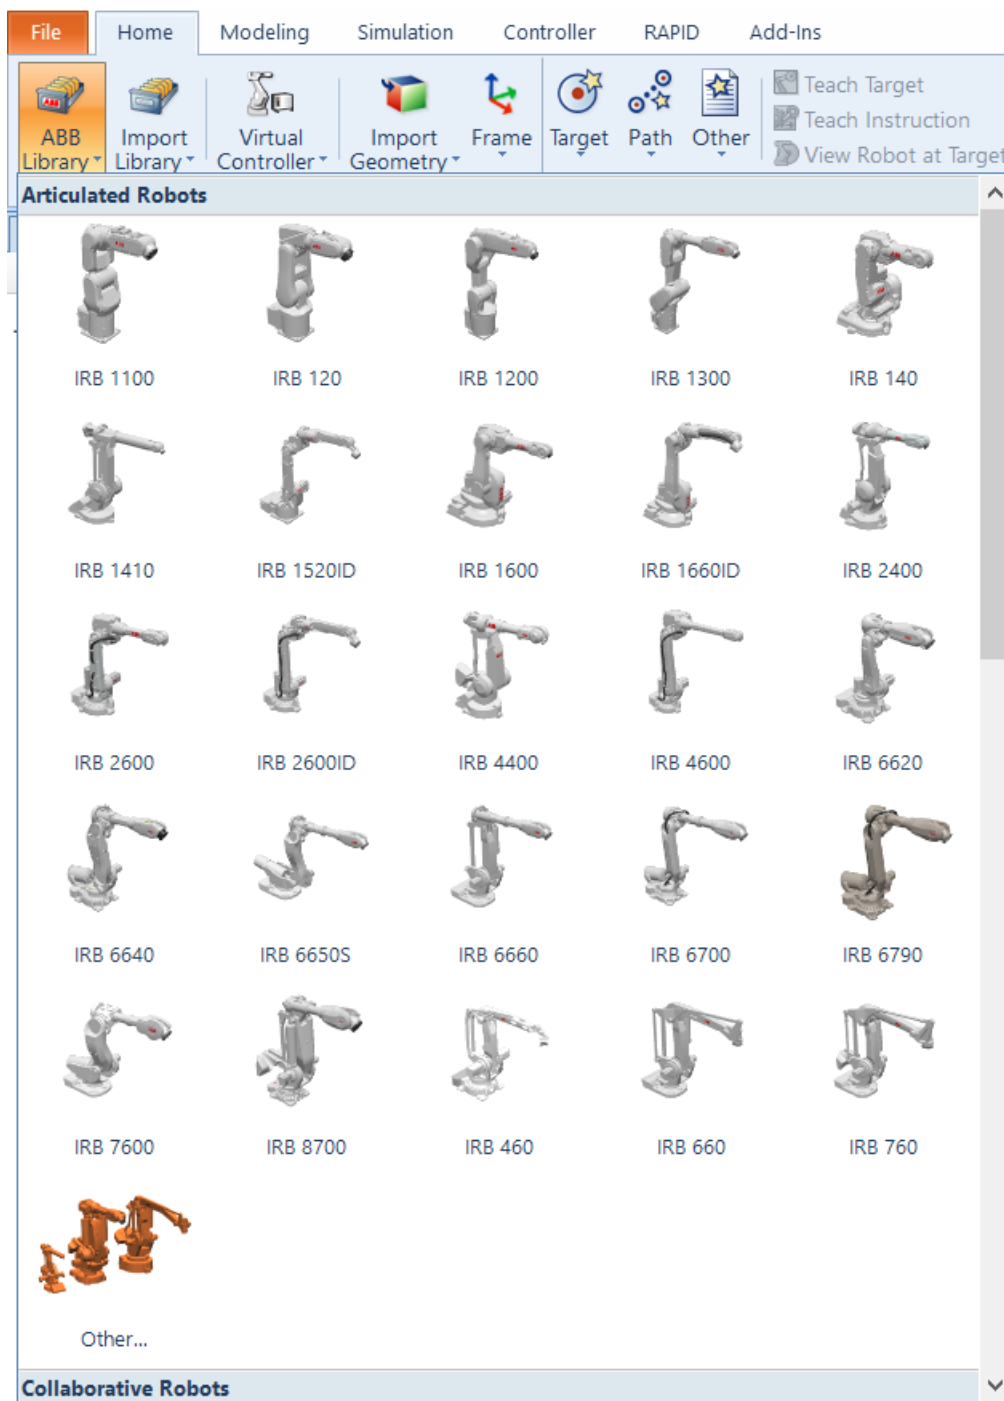 File Home Modeling Simulation Controller RAPID Add-Ins
ABB Library Import Library Virtual Controller Import Geometry Frame Target Path Other
Teach Target
Teach Instruction
View Robot at Target
Articulated Robots
IRB 1100 IRB 120 IRB 1200 IRB 1300 IRB 140
IRB 1410 IRB 1520ID IRB 1600 IRB 1660ID IRB 2400
IRB 2600 IRB 2600ID IRB 4400 IRB 4600 IRB 6620
IRB 6640 IRB 6650S IRB 6660 IRB 6700 IRB 6790
IRB 7600 IRB 8700 IRB 460 IRB 660 IRB 760
Other...
Collaborative Robots